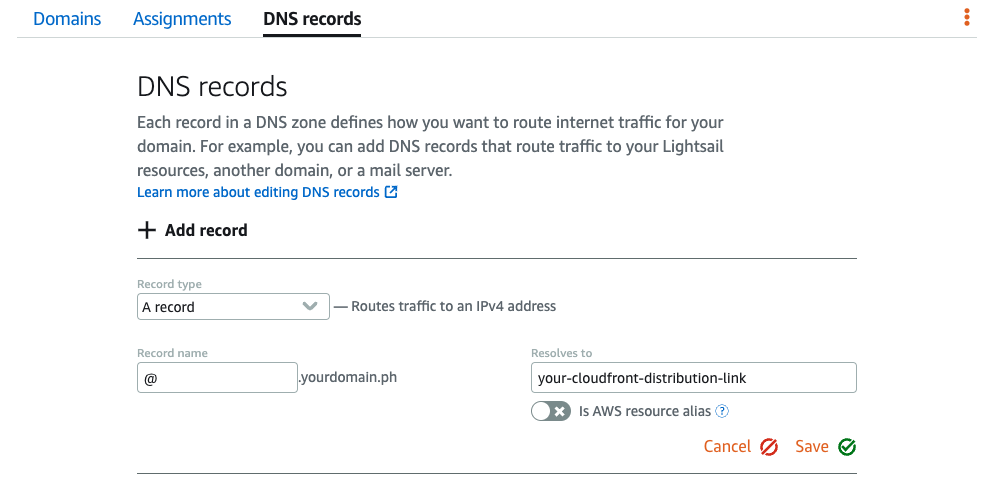 Domains Assignments DNS records
DNS records
Each record in a DNS zone defines how you want to route internet traffic for your
domain. For example, you can add DNS records that route traffic to your Lightsail
resources, another domain, or a mail server.
Learn more about editing DNS records
Add record
Record type
A record — Routes traffic to an IPv4 address
Record name Resolves to
@ .yourdomain.ph your-cloudfront-distribution-link
Is AWS resource alias ?
Cancel Save